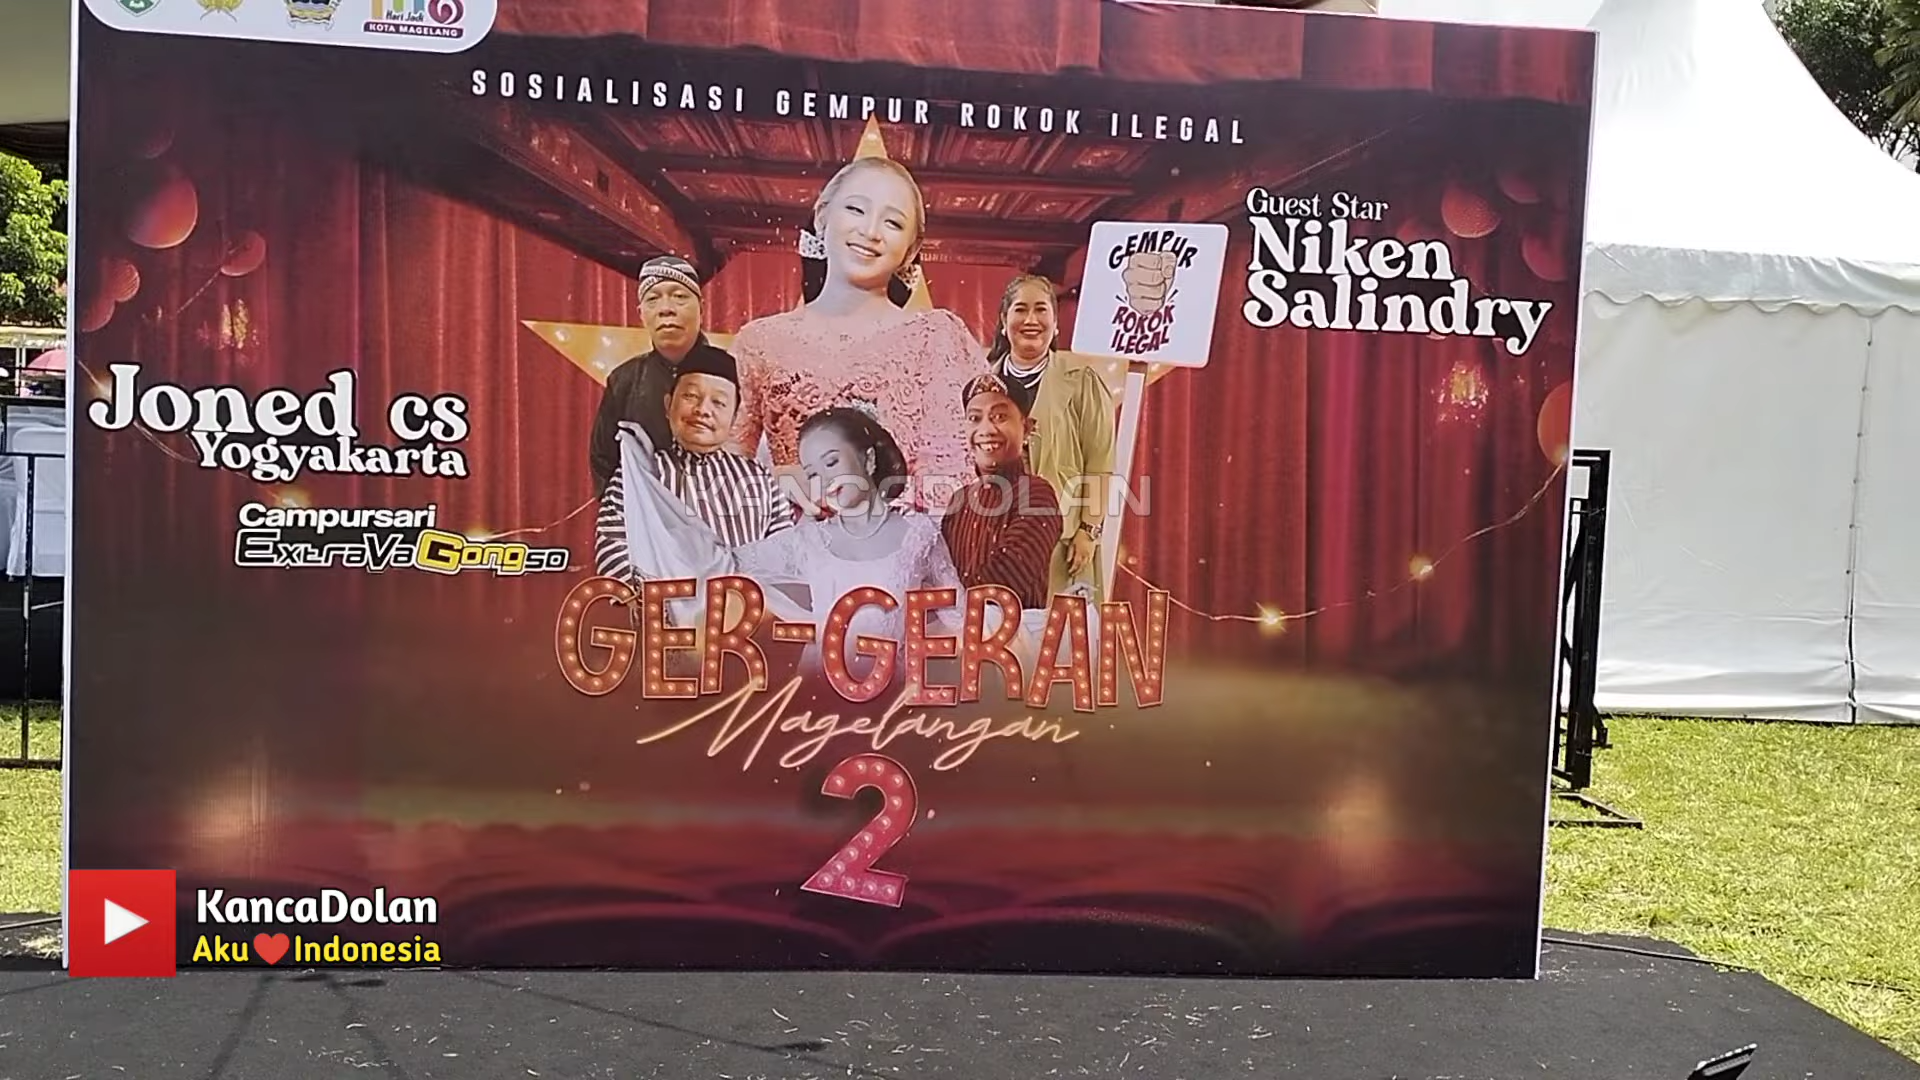 Hari Jadi
KOTA MAGELANG
SOSIALISASI GEMPUR ROKOK ILEGAL
Guest Star
Niken
Salindry
GEMPUR
ROKOK
ILEGAL
Joned cs
Yogyakarta
Campursari
ExtraVaGongso
KANCADOLAN
GER-GERAN
Magelangan
2
KancaDolan
Aku❤️Indonesia